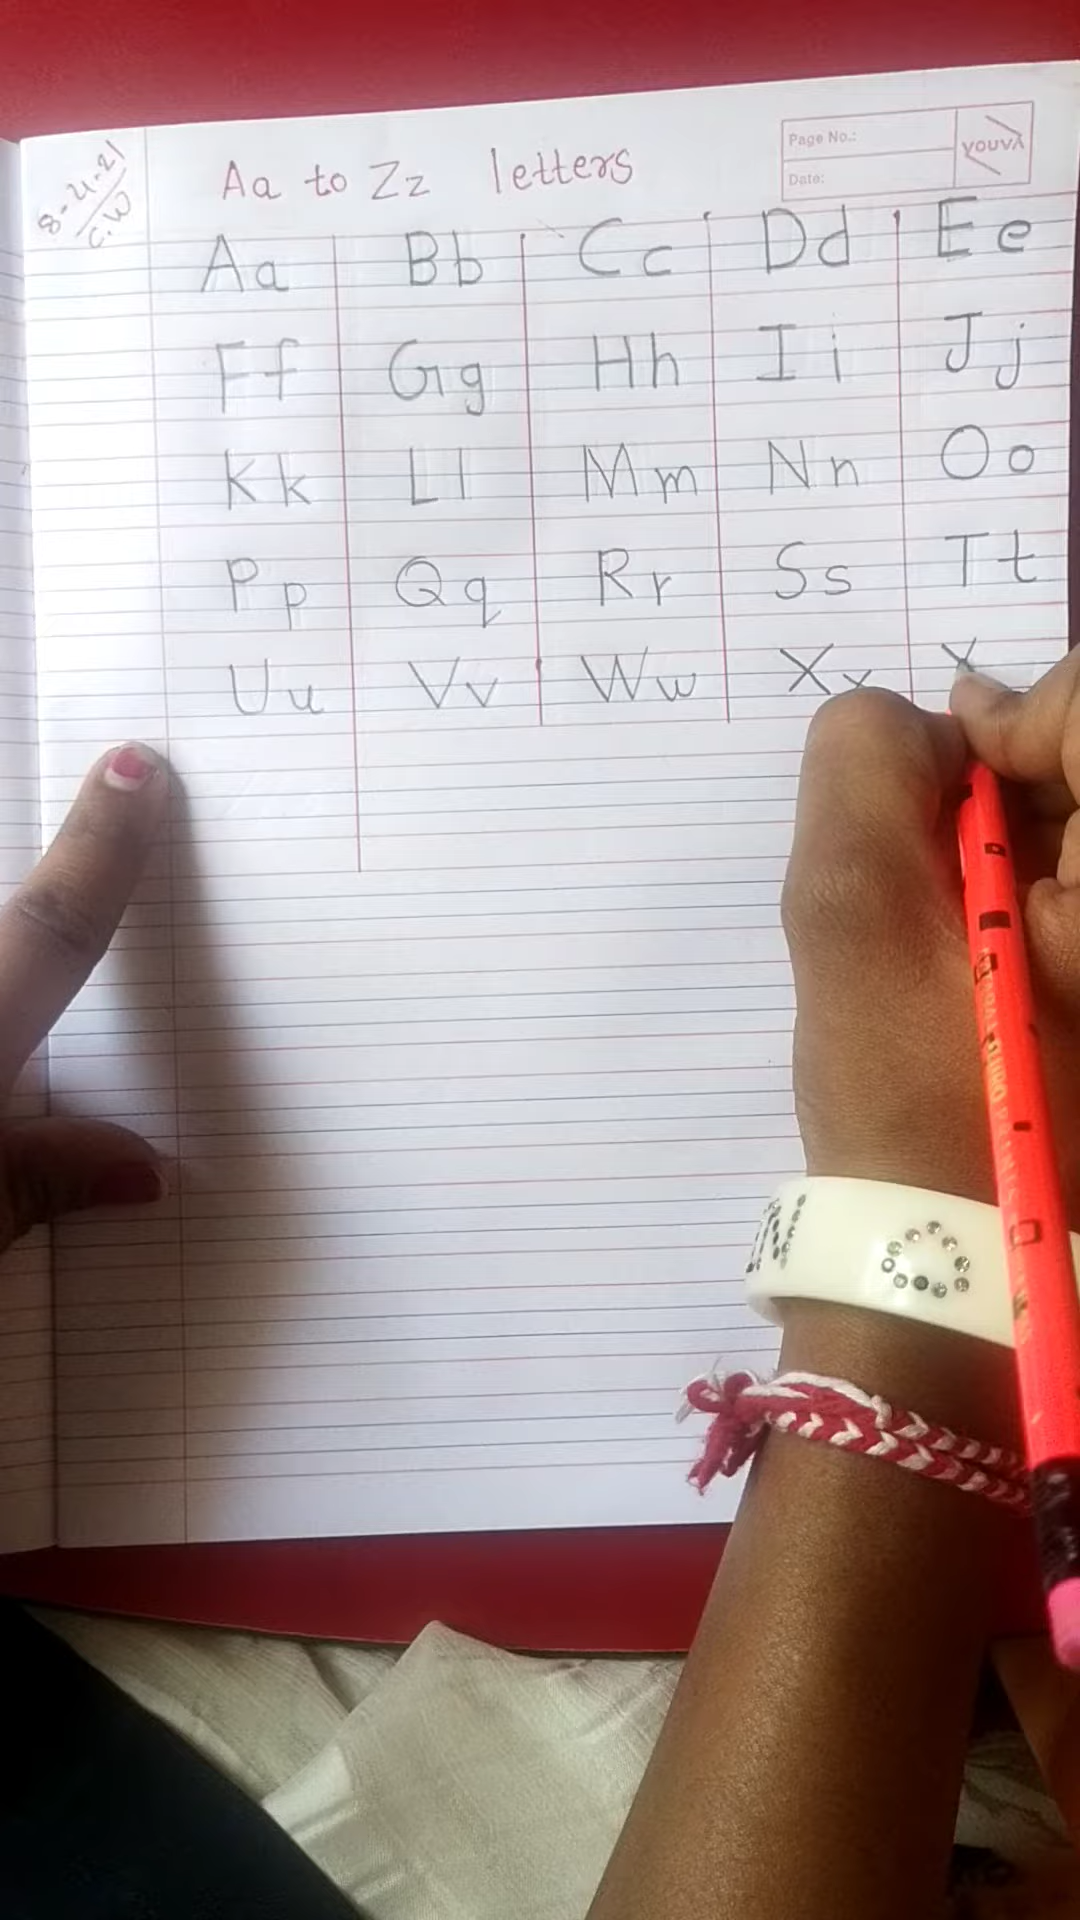 8-4-21
C.W
Aa to Zz letters
Page No.:
Date:
YOUVA
Aa Bb Cc Dd Ee
Ff Gg Hh Ii Jj
Kk Ll Mm Nn Oo
Pp Qq Rr Ss Tt
Uu Vv Ww Xx